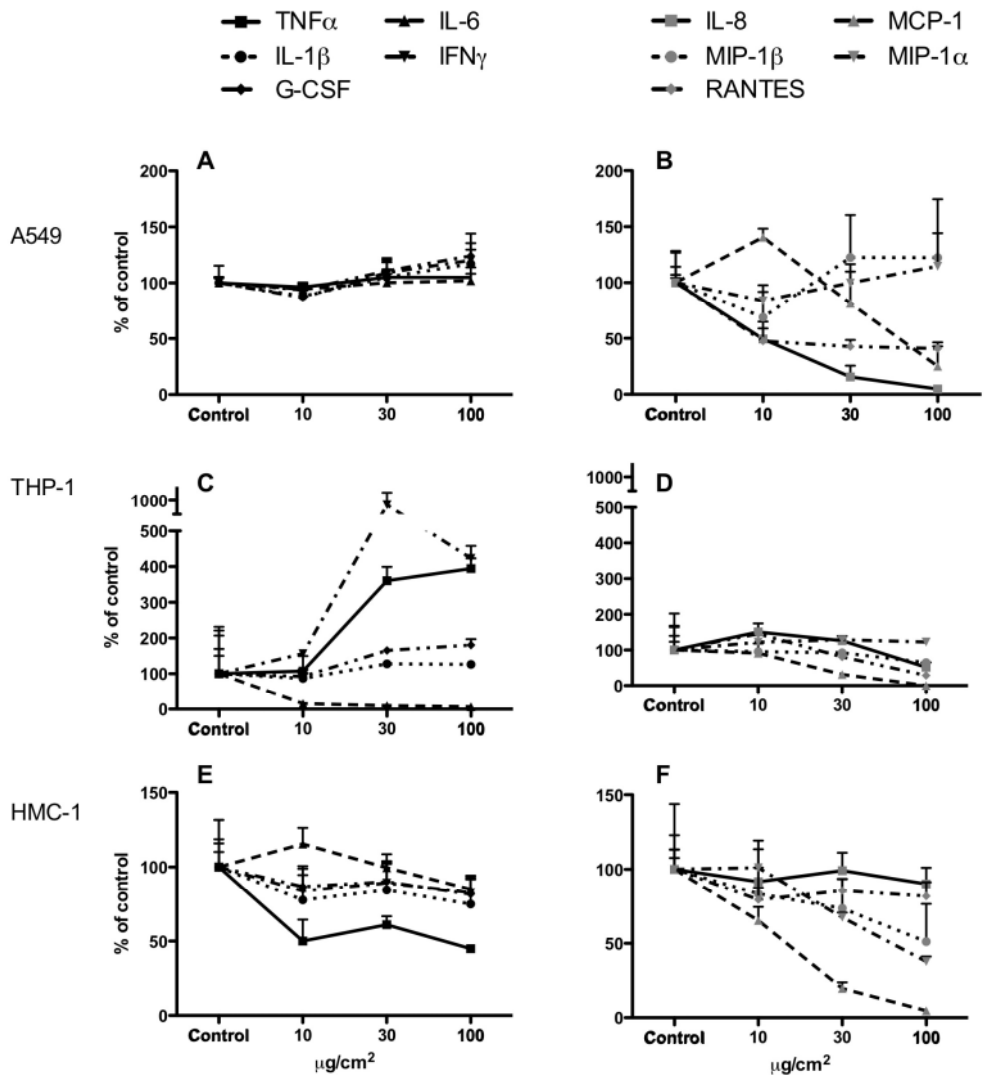 TNFα IL-6
IL-1β IFNγ
G-CSF
IL-8 MCP-1
MIP-1β MIP-1α
RANTES
A549
A
% of control
200
150
100
50
0
Control 10 30 100
B
200
150
100
50
0
Control 10 30 100
THP-1
C
% of control
1000
500
400
300
200
100
0
Control 10 30 100
D
1000
500
400
300
200
100
0
Control 10 30 100
HMC-1
E
% of control
150
100
50
0
Control 10 30 100
μg/cm²
F
150
100
50
0
Control 10 30 100
μg/cm²